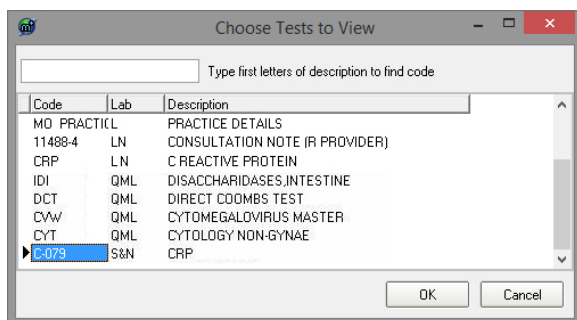 Choose Tests to View
Type first letters of description to find code
Code Lab Description
MO PRACTIC L PRACTICE DETAILS
11488-4 LN CONSULTATION NOTE (R PROVIDER)
CRP LN C REACTIVE PROTEIN
IDI QML DISACCHARIDASES,INTESTINE
DCT QML DIRECT COOMBS TEST
CVW QML CYTOMEGALOVIRUS MASTER
CYT QML CYTOLOGY NON-GYNAE
C-079 S&N CRP
OK Cancel